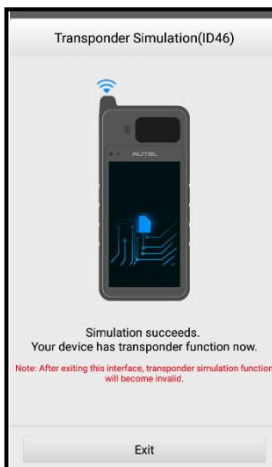 Transponder Simulation(ID46)
AUTEL
Simulation succeeds.
Your device has transponder function now.
Note: After exiting this interface, transponder simulation function
will become invalid.
Exit